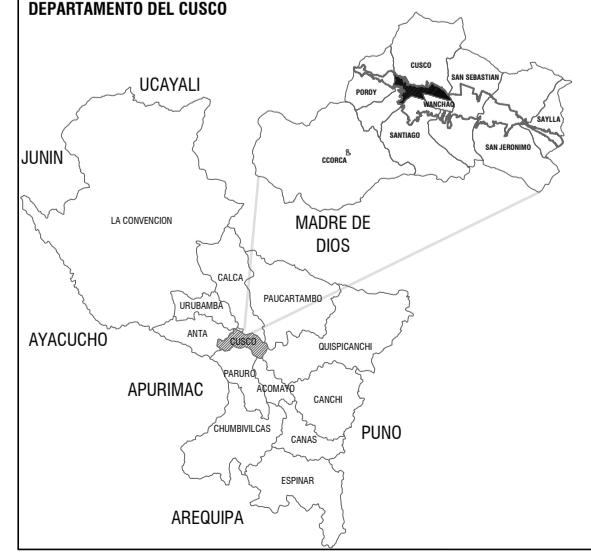 DEPARTAMENTO DEL CUSCO
UCAYALI
JUNIN
LA CONVENCION
CUSCO
SAN SEBASTIAN
POROY
WANCHAQ
SAYLLA
SANTIAGO
SAN JERONIMO
CCORCA
MADRE DE
DIOS
CALCA
PAUCARTAMBO
URUBAMBA
AYACUCHO
ANTA
CUSCO
QUISPICANCHI
PARURO
APURIMAC
ACOMAYO
CANCHI
CHUMBIVILCAS
PUNO
CANAS
ESPINAR
AREQUIPA